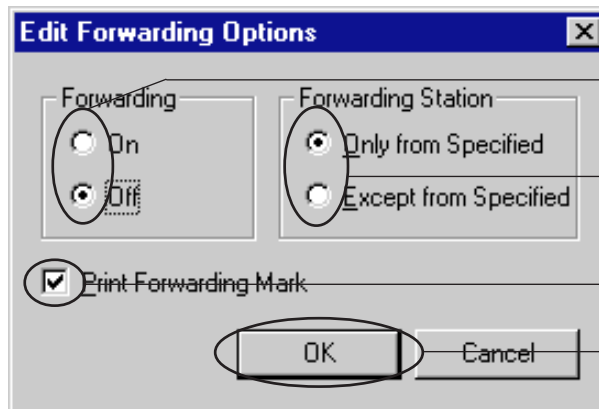 Edit Forwarding Options
Forwarding
On
Off
Forwarding Station
Only from Specified
Except from Specified
Print Forwarding Mark
OK
Cancel